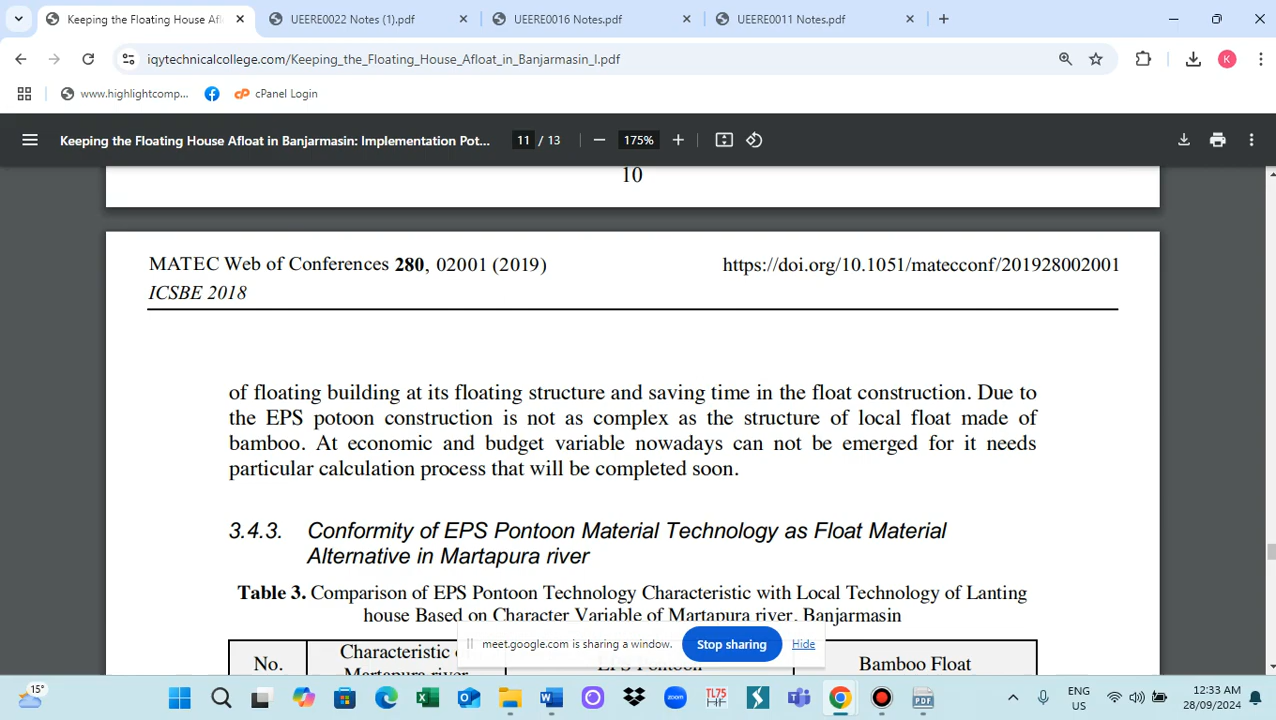 Keeping the Floating House Afl
UEERE0022 Notes (1).pdf
UEERE0016 Notes.pdf
UEERE0011 Notes.pdf
iqytechnicalcollege.com/Keeping_the_Floating_House_Afloat_in_Banjarmasin_I.pdf
K
www.highlightcomp...
cPanel Login
Keeping the Floating House Afloat in Banjarmasin: Implementation Pot...
11 / 13
175%
10
MATEC Web of Conferences 280, 02001 (2019)
https://doi.org/10.1051/matecconf/201928002001
ICSBE 2018
of floating building at its floating structure and saving time in the float construction. Due to
the EPS potoon construction is not as complex as the structure of local float made of
bamboo. At economic and budget variable nowadays can not be emerged for it needs
particular calculation process that will be completed soon.
3.4.3. Conformity of EPS Pontoon Material Technology as Float Material
Alternative in Martapura river
Table 3. Comparison of EPS Pontoon Technology Characteristic with Local Technology of Lanting
house Based on Character Variable of Martapura river, Banjarmasin
meet.google.com is sharing a window.
Stop sharing
Hide
No.
Characteristic
Martapura river
EPS Pontoon
Bamboo Float
15°
TL75
HIF
zoom
PDF
ENG
US
12:33 AM
28/09/2024